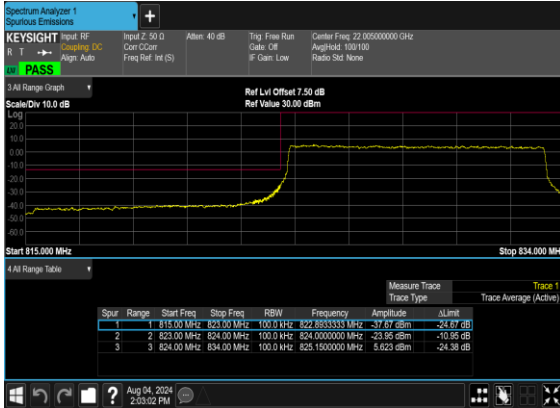 Spectrum Analyzer 1
Spurious Emissions
+
KEYSIGHT Input: RF Input Z: 50 Ω Atten: 40 dB Trig: Free Run Center Freq: 22.005000000 GHz
R T Coupling: DC Corr CCorr Gate: Off Avg|Hold: 100/100
Align: Auto Freq Ref: Int (S) IF Gain: Low Radio Std: None
PASS
3 All Range Graph
Ref Lvl Offset 7.50 dB
Scale/Div 10.0 dB Ref Value 30.00 dBm
Log
20.0
10.0
0.00
-10.0
-20.0
-30.0
-40.0
-50.0
-60.0
Start 815.000 MHz Stop 834.000 MH
4 All Range Table
Measure Trace Trace 1
Trace Type Trace Average (Active)
Spur Range Start Freq Stop Freq RBW Frequency Amplitude ΔLimit
1 1 815.00 MHz 823.00 MHz 100.0 kHz 822.8933333 MHz -37.67 dBm -24.67 dB
2 2 823.00 MHz 824.00 MHz 100.0 kHz 824.0000000 MHz -23.95 dBm -10.95 dB
3 3 824.00 MHz 834.00 MHz 100.0 kHz 825.1500000 MHz 5.623 dBm -24.38 dB
? Aug 04, 2024
2:03:02 PM